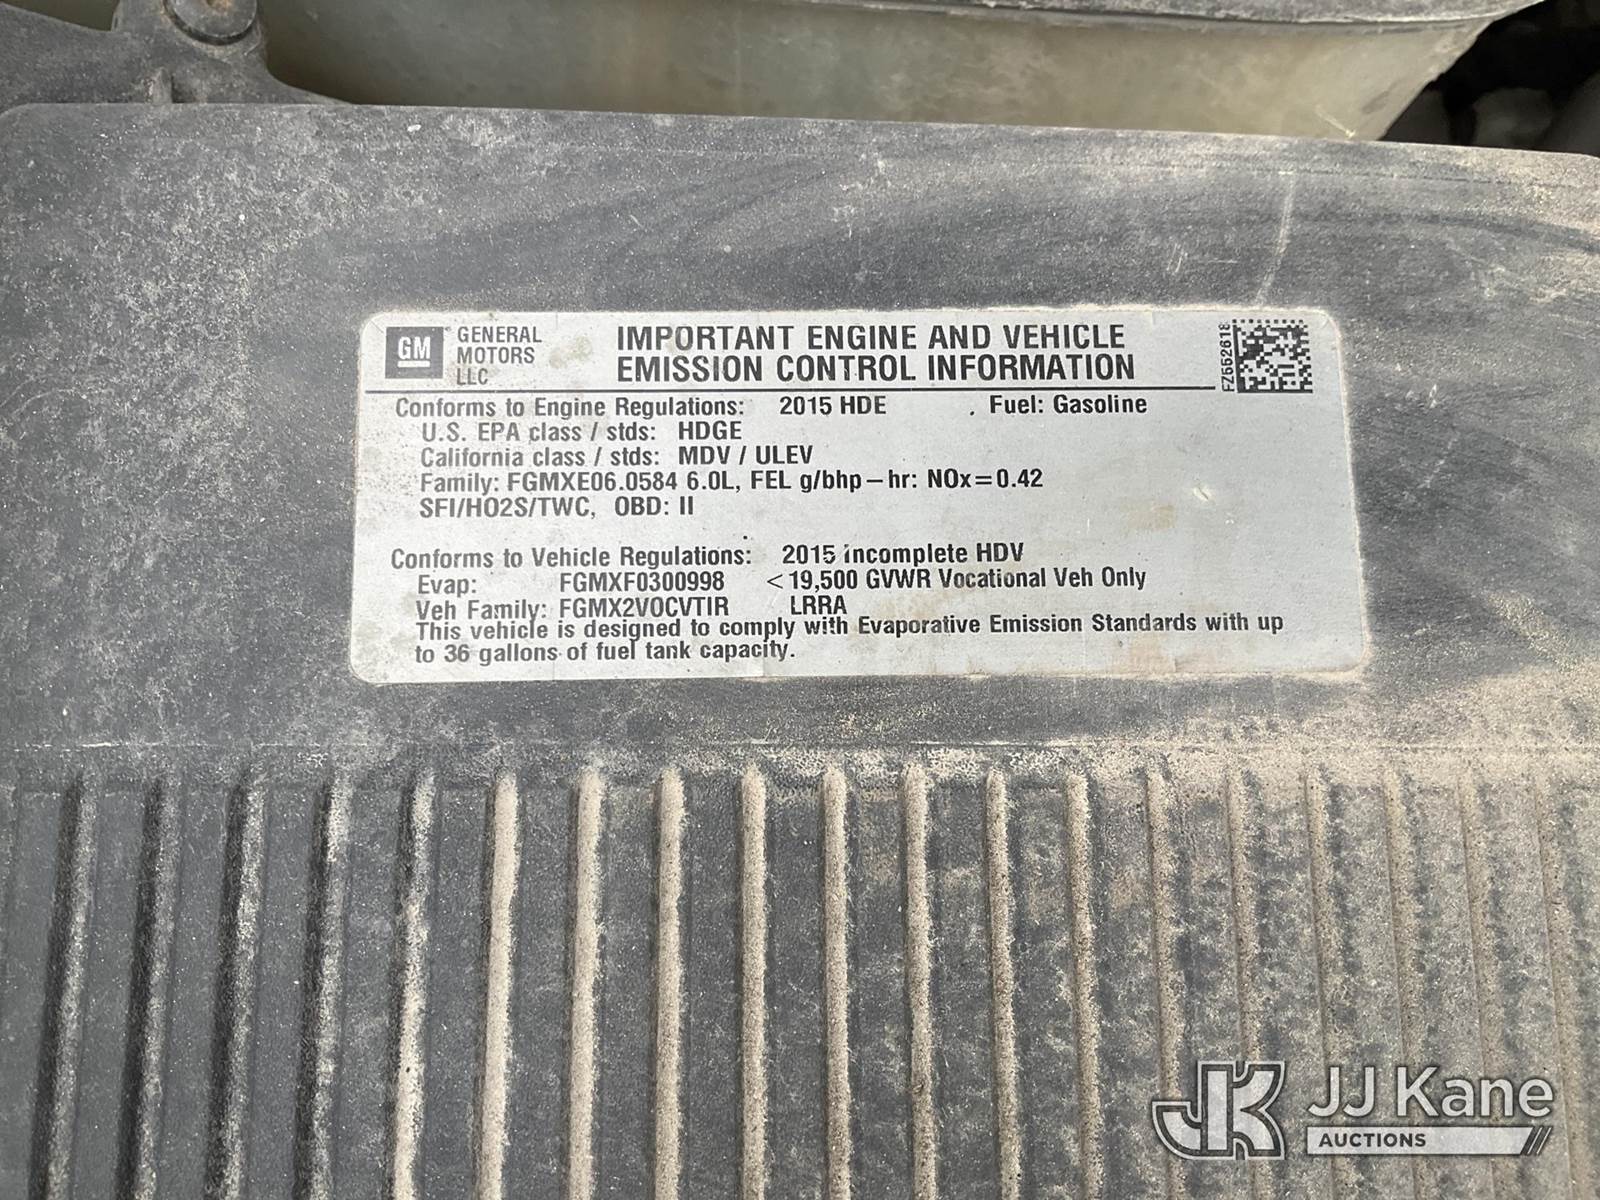 GM GENERAL
MOTORS
LLC
IMPORTANT ENGINE AND VEHICLE
EMISSION CONTROL INFORMATION
FZ552618
Conforms to Engine Regulations: 2015 HDE . Fuel: Gasoline
U.S. EPA class / stds: HDGE
California class / stds: MDV / ULEV
Family: FGMXE06.0584 6.0L, FEL g/bhp-hr: NOx=0.42
SFI/HO2S/TWC, OBD: II
Conforms to Vehicle Regulations: 2015 incomplete HDV
Evap: FGMXF0300998 <19,500 GVWR Vocational Veh Only
Veh Family: FGMX2VOCVTIR LRRA
This vehicle is designed to comply with Evaporative Emission Standards with up
to 36 gallons of fuel tank capacity.
JK JJ Kane
AUCTIONS